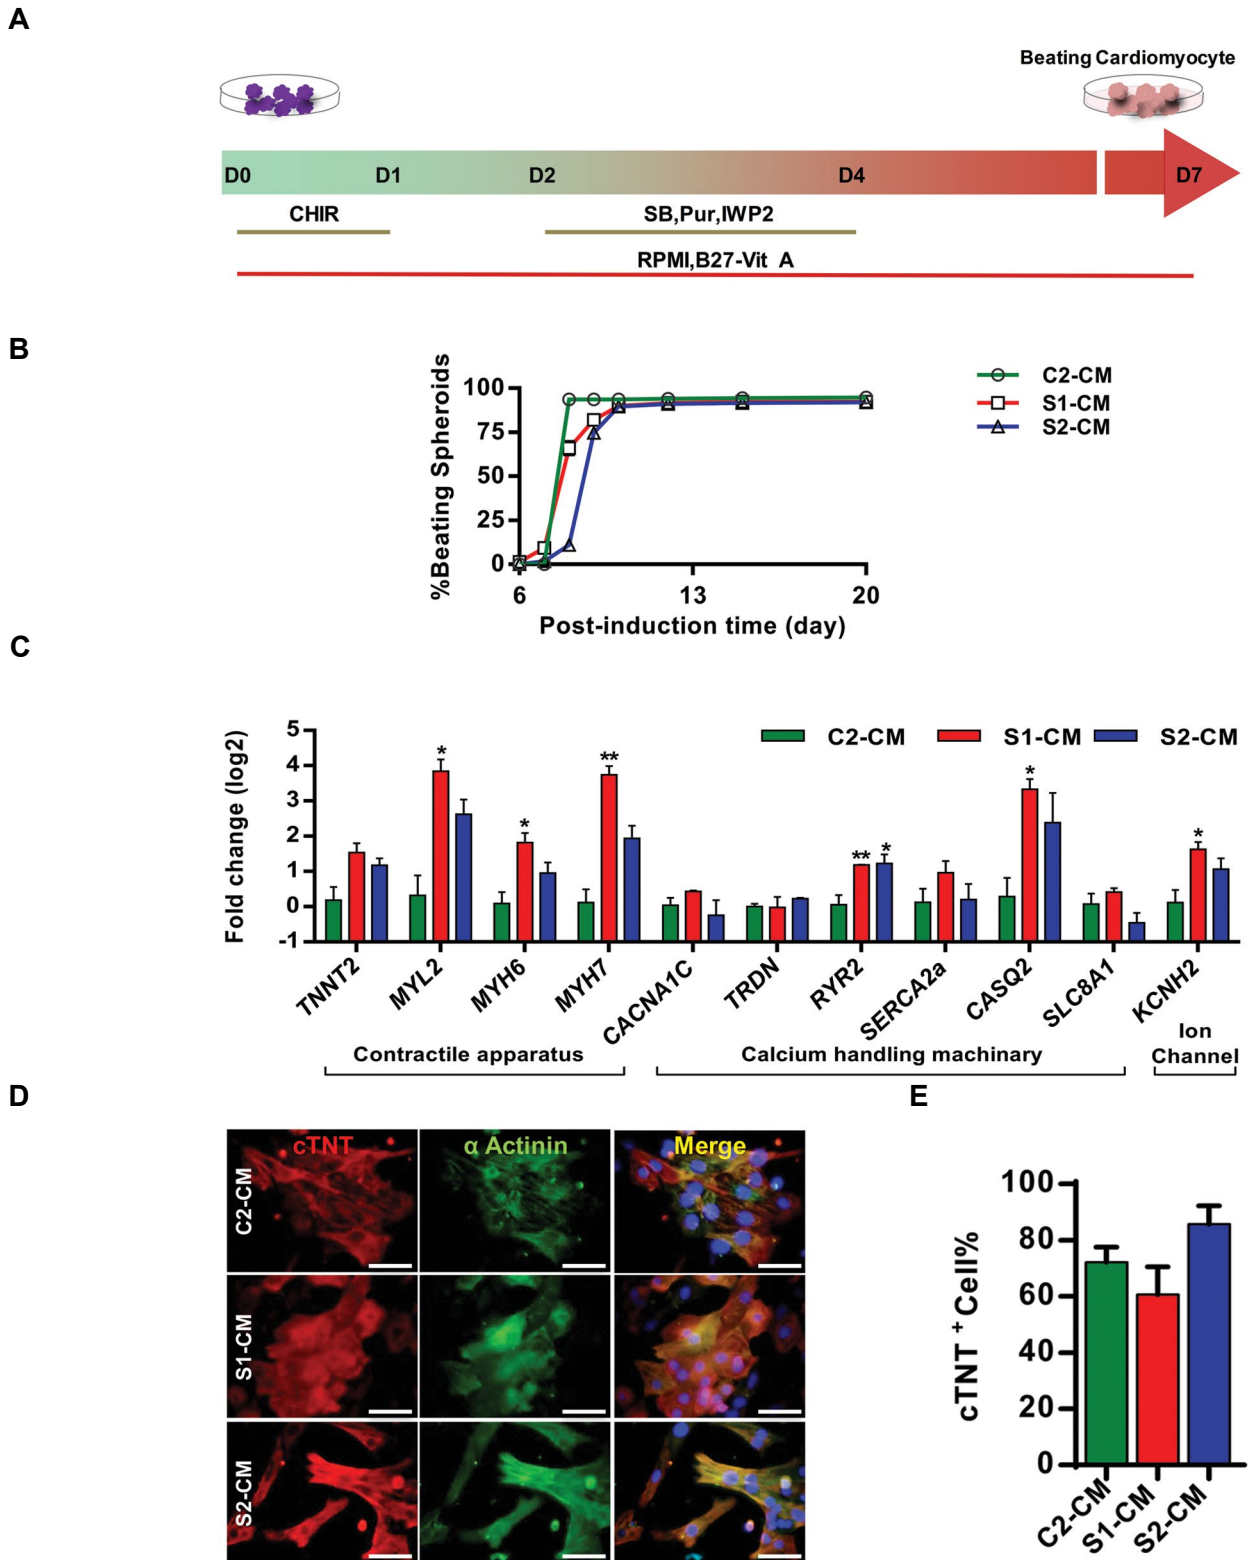 A
Beating Cardiomyocyte
D0 D1 D2 D4 D7
CHIR SB,Pur,IWP2
RPMI,B27-Vit A
B
%Beating Spheroids
100
75
50
25
0
6 13 20
Post-induction time (day)
C2-CM
S1-CM
S2-CM
C
Fold change (log2)
5
4
3
2
1
0
-1
C2-CM S1-CM S2-CM
* * ** ** * * *
TNNT2 MYL2 MYH6 MYH7 CACNA1C TRDN RYR2 SERCA2a CASQ2 SLC8A1 KCNH2
Contractile apparatus Calcium handling machinary Ion
Channel
D
cTNT α Actinin Merge
C2-CM
S1-CM
S2-CM
E
cTNT +Cell%
100
80
60
40
20
0
C2-CM S1-CM S2-CM